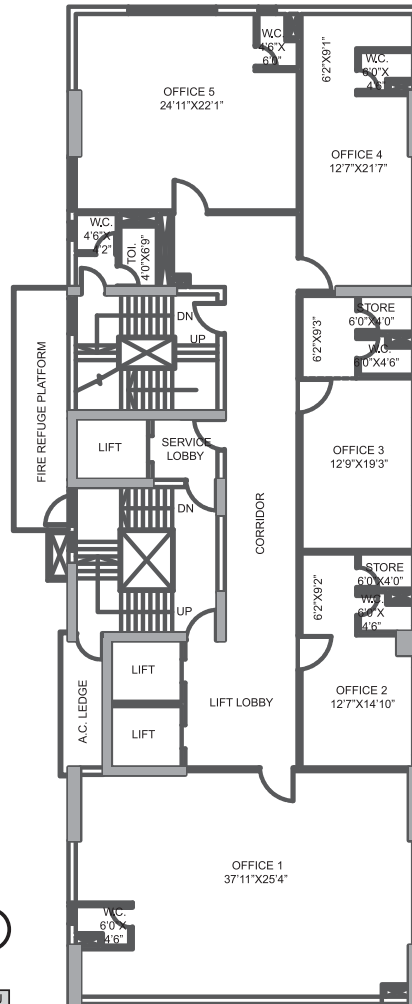 W.C.
4'6"X
6'0"
6'2"X9'1"
W.C.
6'0"X
4'6"
OFFICE 5
24'11"X22'1"
OFFICE 4
12'7"X21'7"
W.C.
4'6"X
4'2"
TOI.
4'0"X6'9"
DN
UP
6'2"X9'3"
STORE
6'0"X4'0"
W.C.
6'0"X4'6"
FIRE REFUGE PLATFORM
LIFT
SERVICE
LOBBY
OFFICE 3
12'9"X19'3"
CORRIDOR
DN
UP
6'2"X9'2"
STORE
6'0"X4'0"
W.C.
6'0"X
4'6"
A.C. LEDGE
LIFT
LIFT
LIFT LOBBY
OFFICE 2
12'7"X14'10"
OFFICE 1
37'11"X25'4"
W.C.
6'0"X
4'6"